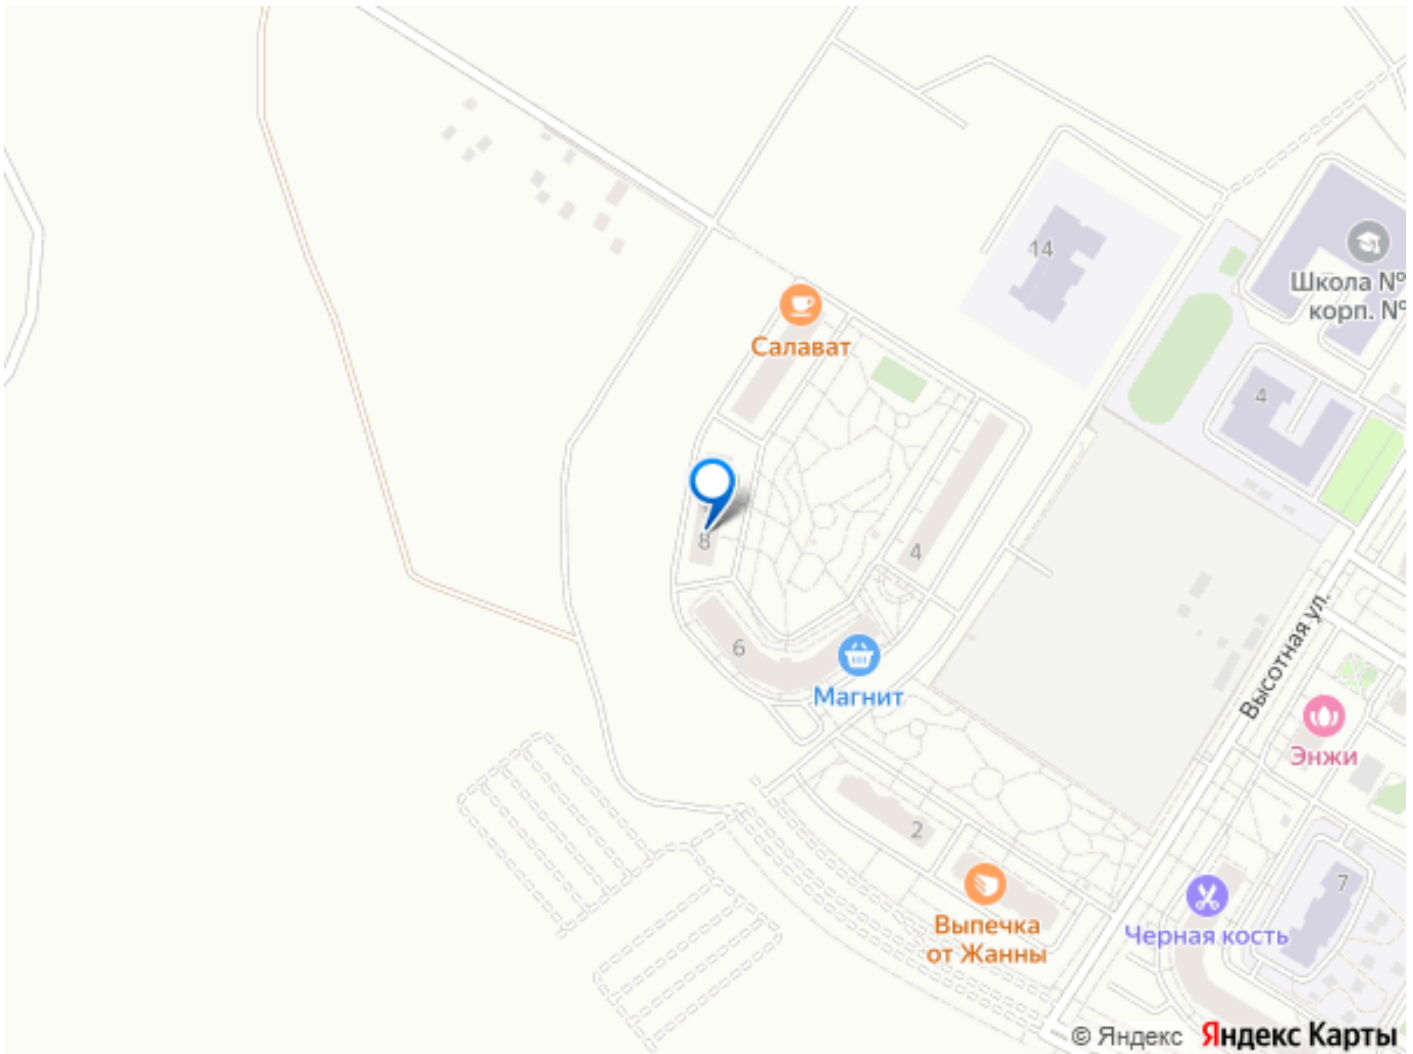 14
Школа №
корп. №
Салават
4
8
4
6
Магнит
Высотная ул.
Энжи
2
7
Выпечка
от Жанны
Черная кость
© Яндекс Яндекс Карты